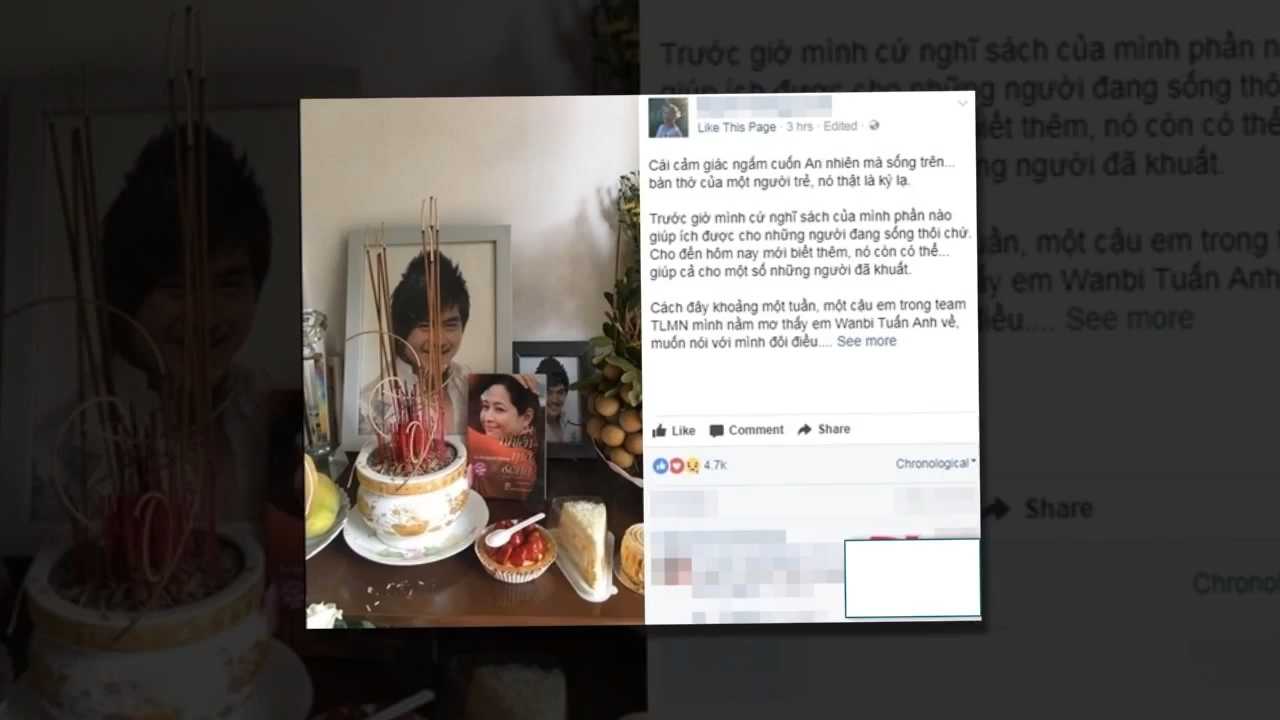 Like This Page · 3 hrs · Edited ·
Cái cảm giác ngắm cuốn An nhiên mà sống trên...
bàn thờ của một người trẻ, nó thật là kỳ lạ.
Trước giờ mình cứ nghĩ sách của mình phần nào
giúp ích được cho những người đang sống thôi chứ.
Cho đến hôm nay mới biết thêm, nó còn có thể...
giúp cả cho một số những người đã khuất.
Cách đây khoảng một tuần, một cậu em trong team
TLMN mình nằm mơ thấy em Wanbi Tuấn Anh về,
muốn nói với mình đôi điều.... See more
Like Comment Share
4.7k Chronological
nhiên
mà
sống
Trước giờ mình cứ nghĩ sách của mình phần n
giúp ích được cho những người đang sống thô
iết thêm, nó còn có thể
ng người đã khuất.
uần, một cậu em trong
ấy em Wanbi Tuấn Anh
iều.... See more
Share
Chronolo